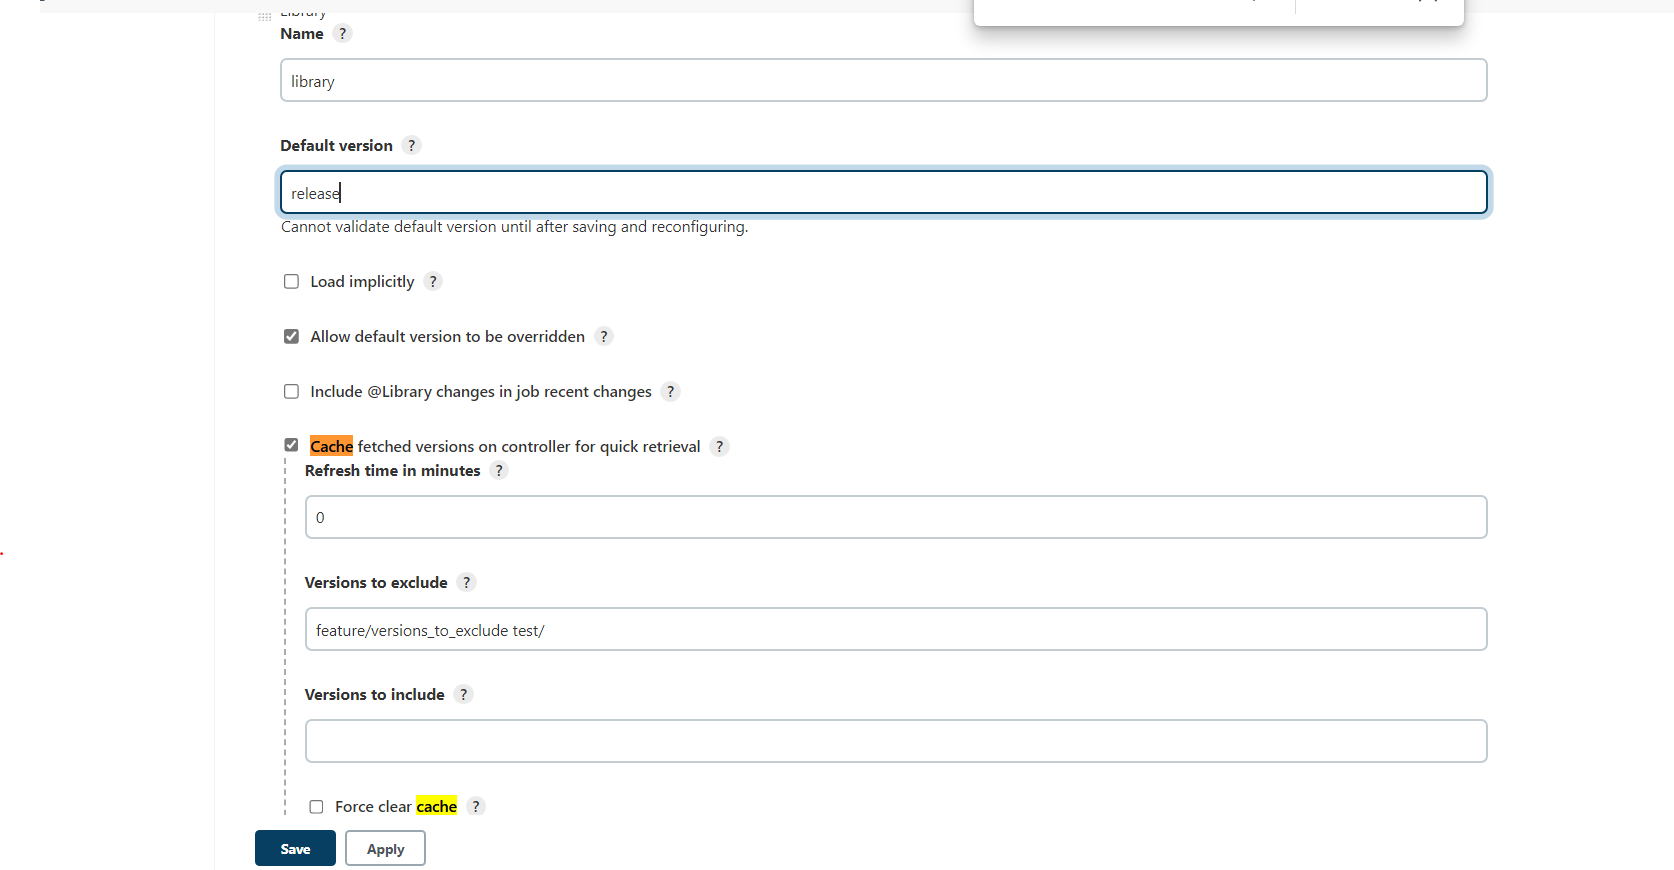 Library
Name ?
library
Default version ?
release
Cannot validate default version until after saving and reconfiguring.
Load implicitly ?
Allow default version to be overridden ?
Include @Library changes in job recent changes ?
Cache fetched versions on controller for quick retrieval ?
Refresh time in minutes ?
0
Versions to exclude ?
feature/versions_to_exclude test/
Versions to include ?
Force clear cache ?
Save Apply